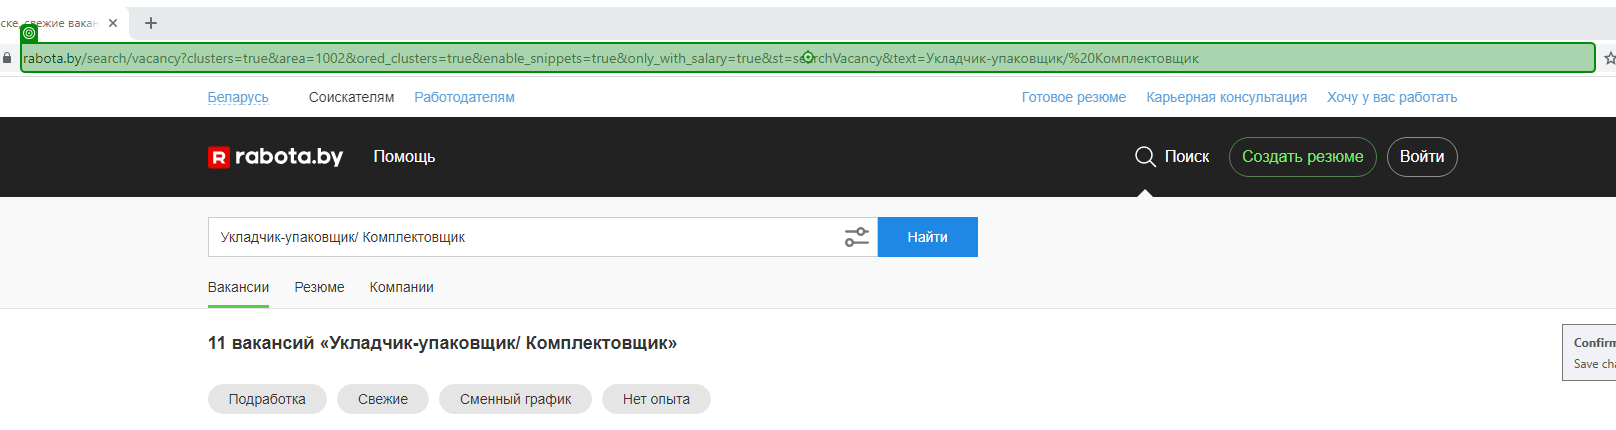 ске, свежие вакан
rabota.by/search/vacancy?clusters=true&area=1002&ored_clusters=true&enable_snippets=true&only_with_salary=true&st=searchVacancy&text=Укладчик-упаковщик/%20Комплектовщик
Беларусь Соискателям Работодателям Готовое резюме Карьерная консультация Хочу у вас работать
R rabota.by Помощь Поиск Создать резюме Войти
Укладчик-упаковщик/ Комплектовщик Найти
Вакансии Резюме Компании
11 вакансий «Укладчик-упаковщик/ Комплектовщик»
Confirm
Save cha
Подработка Свежие Сменный график Нет опыта